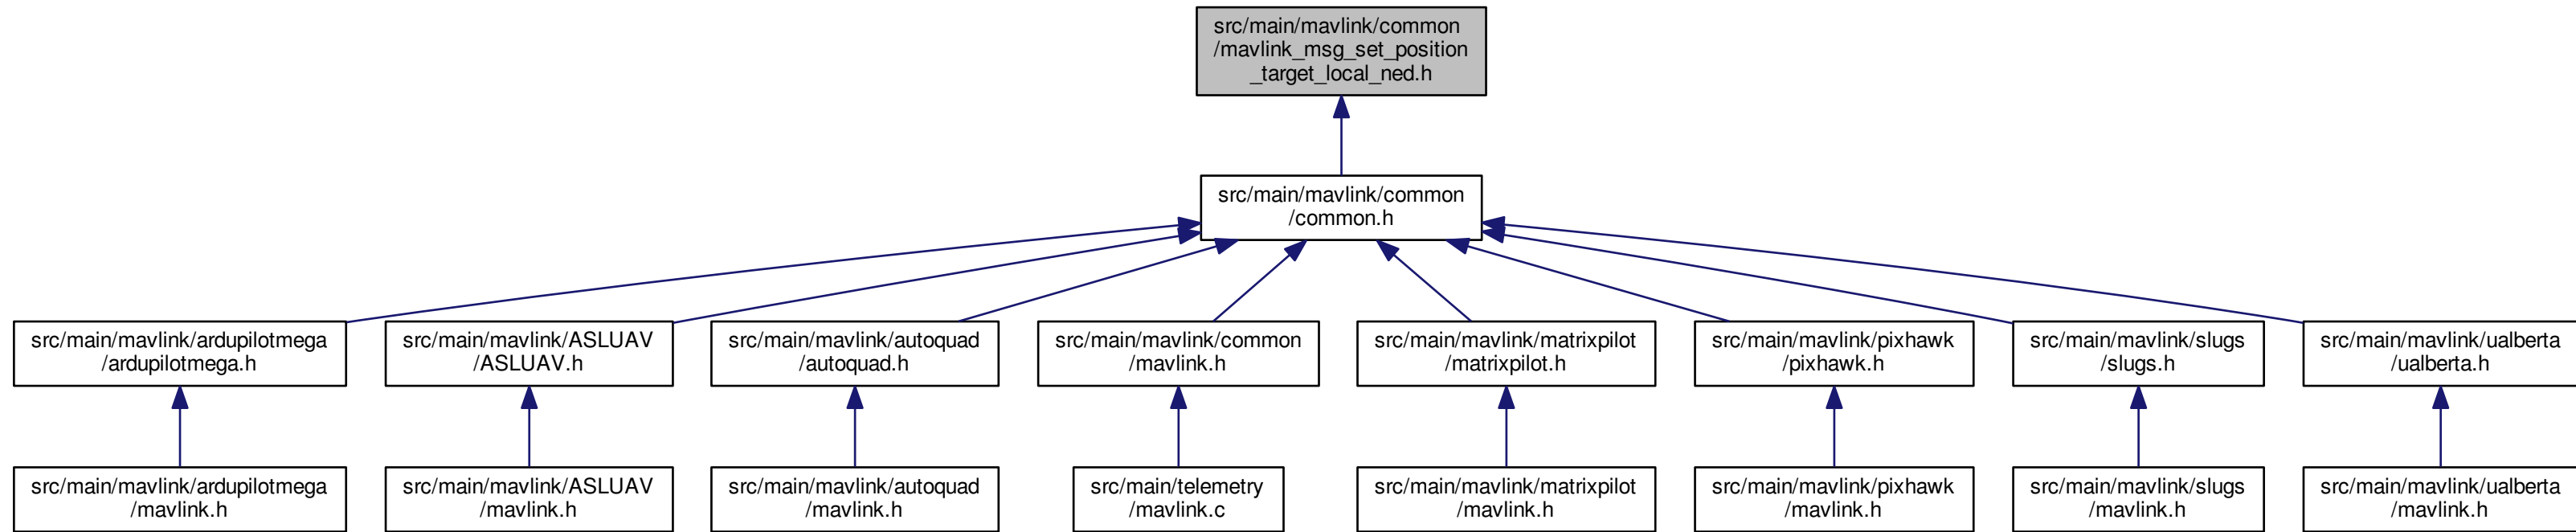 src/main/mavlink/common
/mavlink_msg_set_position
_target_local_ned.h
src/main/mavlink/common
/common.h
src/main/mavlink/ardupilotmega
/ardupilotmega.h
src/main/mavlink/ASLUAV
/ASLUAV.h
src/main/mavlink/autoquad
/autoquad.h
src/main/mavlink/common
/mavlink.h
src/main/mavlink/matrixpilot
/matrixpilot.h
src/main/mavlink/pixhawk
/pixhawk.h
src/main/mavlink/slugs
/slugs.h
src/main/mavlink/ualberta
/ualberta.h
src/main/mavlink/ardupilotmega
/mavlink.h
src/main/mavlink/ASLUAV
/mavlink.h
src/main/mavlink/autoquad
/mavlink.h
src/main/telemetry
/mavlink.c
src/main/mavlink/matrixpilot
/mavlink.h
src/main/mavlink/pixhawk
/mavlink.h
src/main/mavlink/slugs
/mavlink.h
src/main/mavlink/ualberta
/mavlink.h